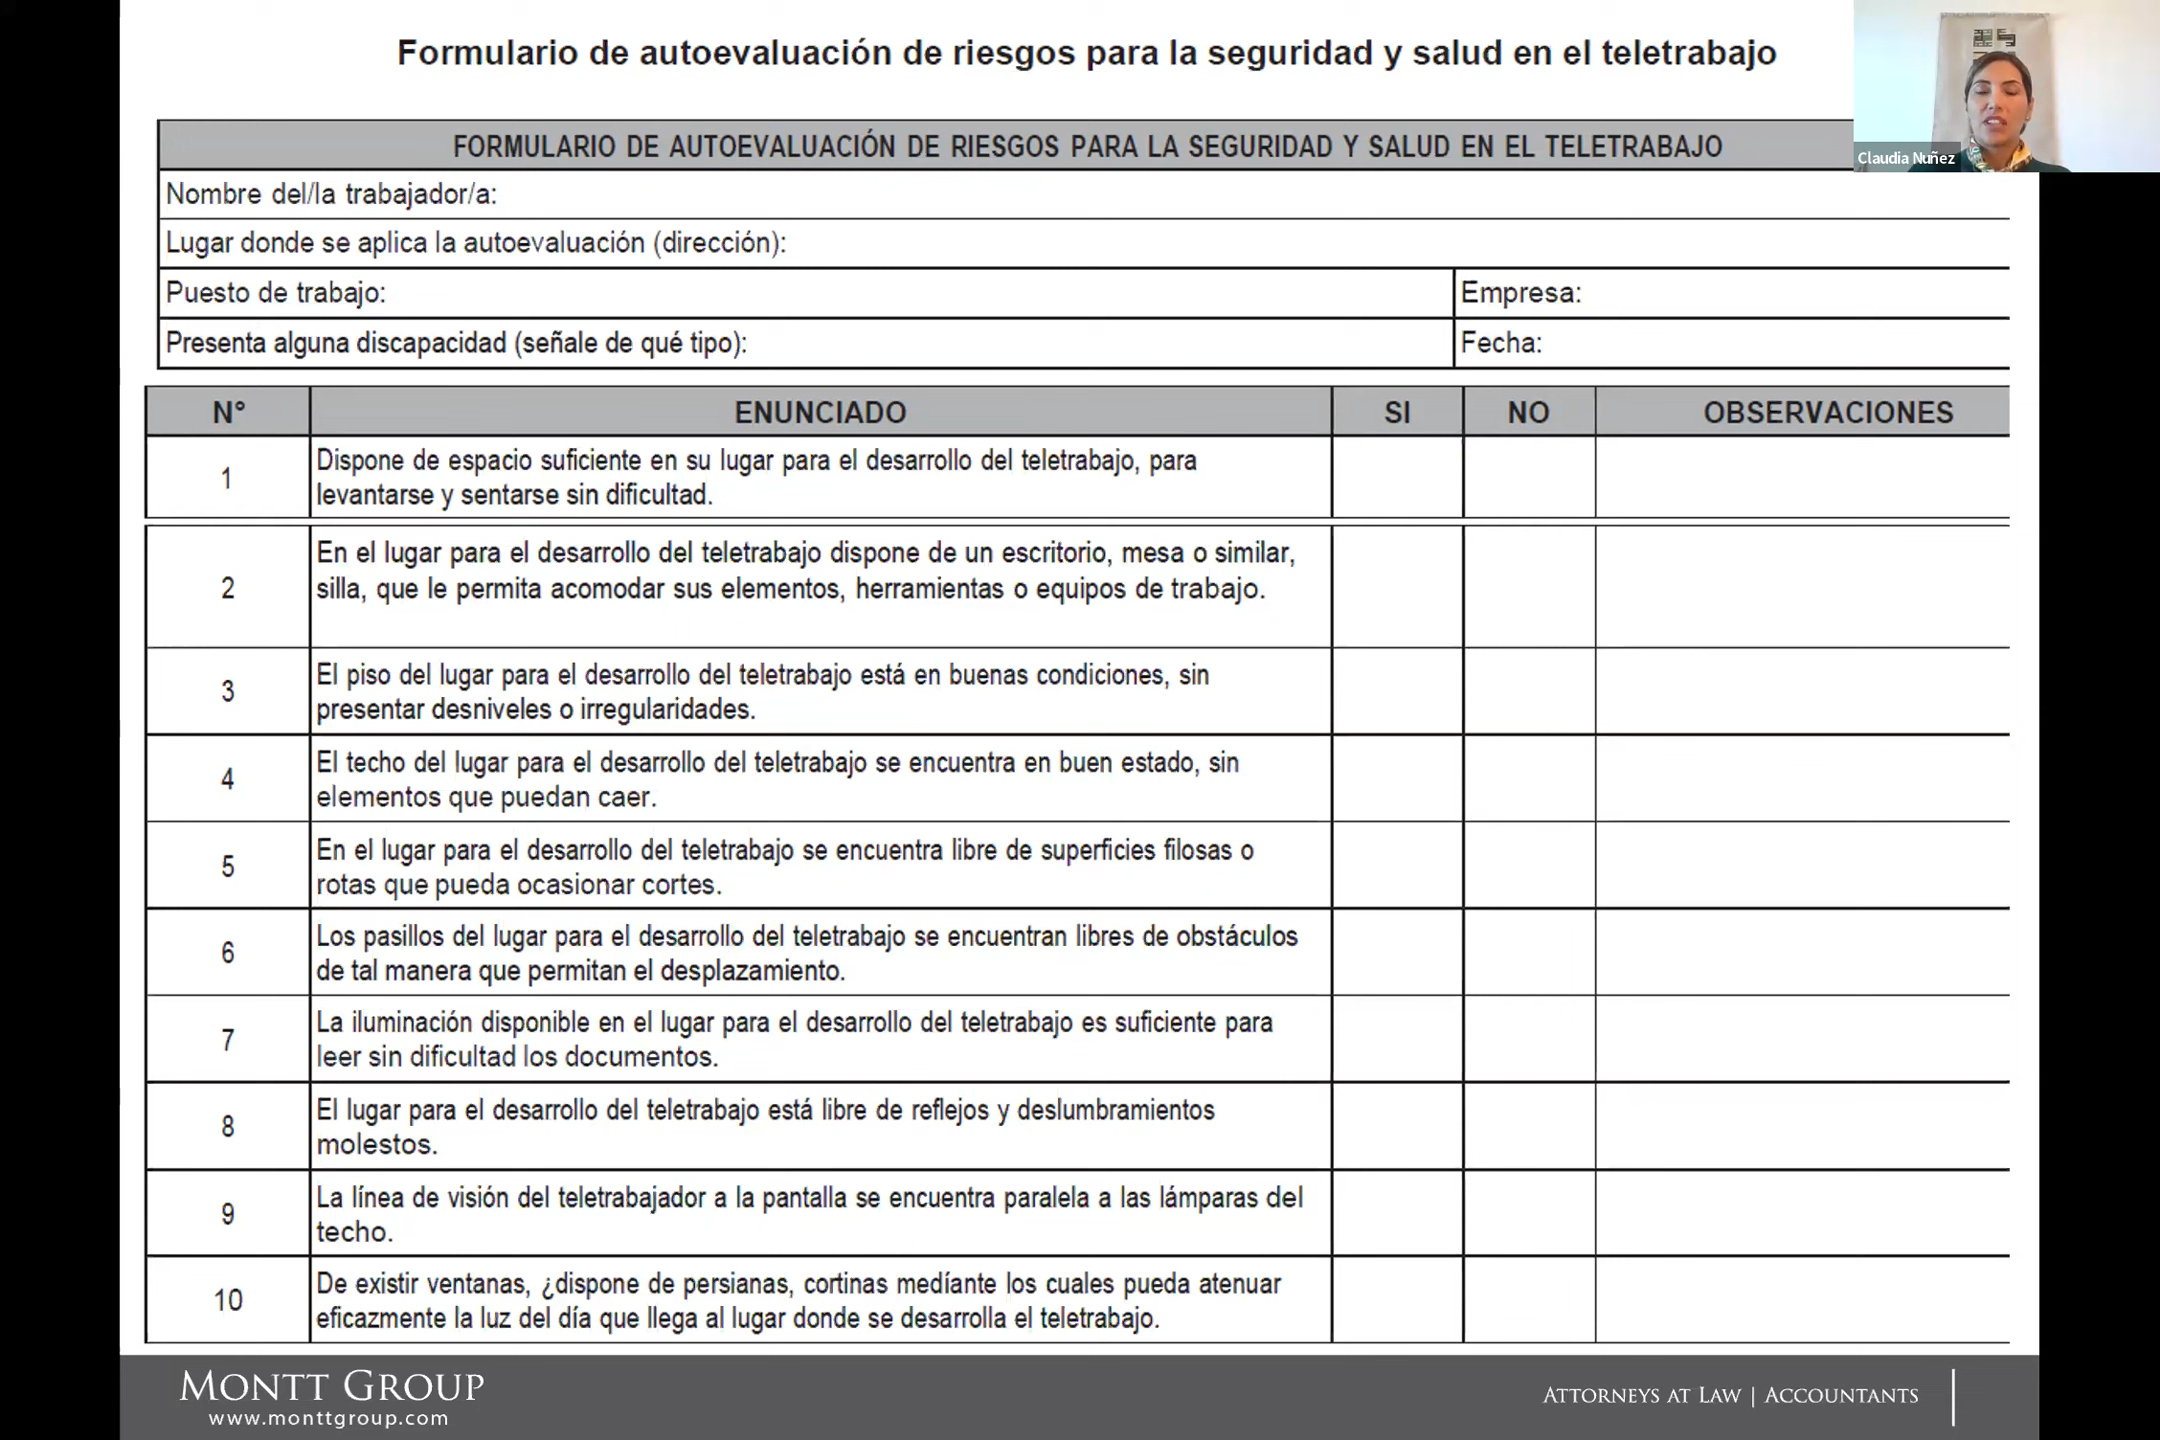 Formulario de autoevaluación de riesgos para la seguridad y salud en el teletrabajo
Claudia Nuñez
FORMULARIO DE AUTOEVALUACIÓN DE RIESGOS PARA LA SEGURIDAD Y SALUD EN EL TELETRABAJO
Nombre del/la trabajador/a:
Lugar donde se aplica la autoevaluación (dirección):
Puesto de trabajo:
Empresa:
Presenta alguna discapacidad (señale de qué tipo):
Fecha:
N° ENUNCIADO SI NO OBSERVACIONES
1
Dispone de espacio suficiente en su lugar para el desarrollo del teletrabajo, para
levantarse y sentarse sin dificultad.
2
En el lugar para el desarrollo del teletrabajo dispone de un escritorio, mesa o similar,
silla, que le permita acomodar sus elementos, herramientas o equipos de trabajo.
3
El piso del lugar para el desarrollo del teletrabajo está en buenas condiciones, sin
presentar desniveles o irregularidades.
4
El techo del lugar para el desarrollo del teletrabajo se encuentra en buen estado, sin
elementos que puedan caer.
5
En el lugar para el desarrollo del teletrabajo se encuentra libre de superficies filosas o
rotas que pueda ocasionar cortes.
6
Los pasillos del lugar para el desarrollo del teletrabajo se encuentran libres de obstáculos
de tal manera que permitan el desplazamiento.
7
La iluminación disponible en el lugar para el desarrollo del teletrabajo es suficiente para
leer sin dificultad los documentos.
8
El lugar para el desarrollo del teletrabajo está libre de reflejos y deslumbramientos
molestos.
9
La línea de visión del teletrabajador a la pantalla se encuentra paralela a las lámparas del
techo.
10
De existir ventanas, ¿dispone de persianas, cortinas mediante los cuales pueda atenuar
eficazmente la luz del día que llega al lugar donde se desarrolla el teletrabajo.
MONTT GROUP
www.monttgroup.com
ATTORNEYS AT LAW | ACCOUNTANTS